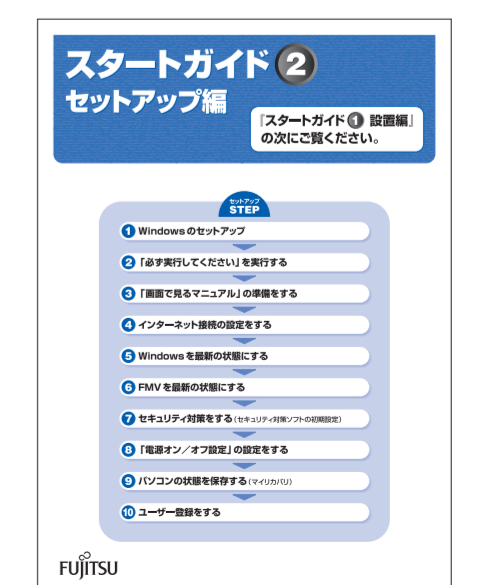 スタートガイド 2
セットアップ編
『スタートガイド 1 設置編』
の次にご覧ください。
セットアップ
STEP
1 Windowsのセットアップ
2 「必ず実行してください」を実行する
3 「画面で見るマニュアル」の準備をする
4 インターネット接続の設定をする
5 Windowsを最新の状態にする
6 FMVを最新の状態にする
7 セキュリティ対策をする(セキュリティ対策ソフトの初期設定)
8 「電源オン／オフ設定」の設定をする
9 パソコンの状態を保存する(マイリカバリ)
10 ユーザー登録をする
FUJITSU